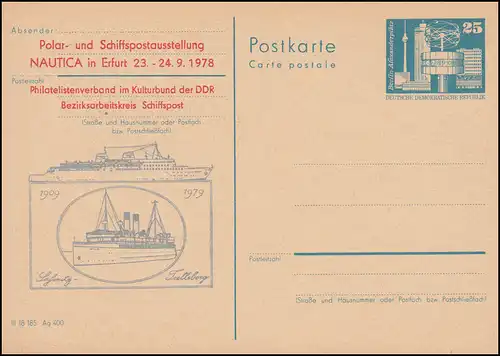 Absender
Polar- und Schiffspostausstellung
NAUTICA in Erfurt 23. - 24. 9. 1978
Postleitzahl
Philatelistenverband im Kulturbund der DDR
Bezirksarbeitskreis Schiffspost
(Straße und Hausnummer oder Postfach
bzw. Postschließfach)
1909 1979
Saßnitz - Trelleborg
III 18 185 Ag 400
Postkarte
Carte postale
25
Berlin, Alexanderplatz
DEUTSCHE DEMOKRATISCHE REPUBLIK
Postleitzahl
(Straße und Hausnummer oder Postfach bzw. Postschließfach)